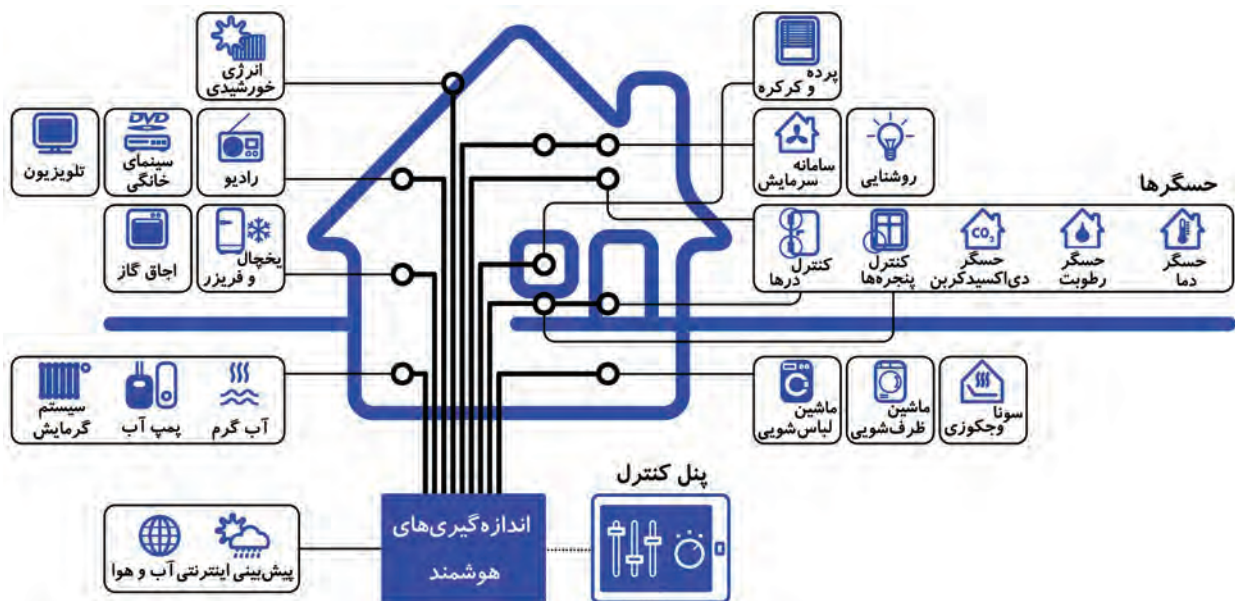 انرژی
خورشیدی
پرده
و کرکره
DVD
تلویزیون
سینمای
خانگی
رادیو
سامانه
سرمایش
روشنایی
حسگرها
اجاق گاز
یخچال
و فریزر
کنترل
درها
کنترل
پنجره‌ها
CO₂
حسگر
دی‌اکسیدکربن
حسگر
رطوبت
حسگر
دما
سیستم
گرمایش
پمپ آب
آب گرم
ماشین
لباس‌شویی
ماشین
ظرف‌شویی
سونا
وجکوزی
پنل کنترل
اندازه‌گیری‌های
هوشمند
پیش‌بینی اینترنتی آب و هوا